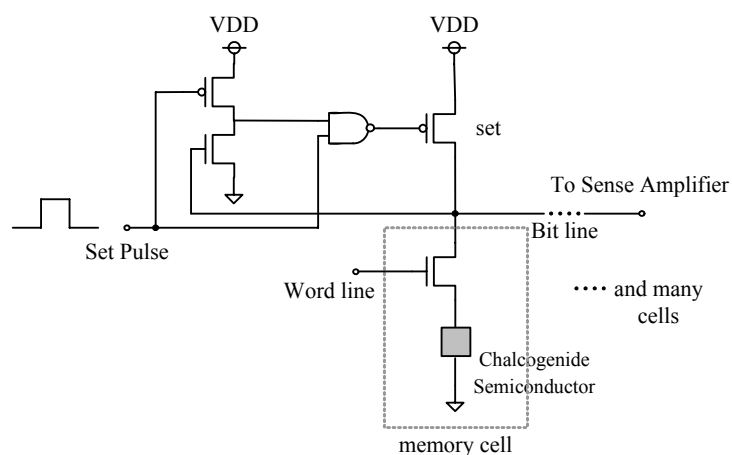 VDD
VDD
set
To Sense Amplifier
Bit line
Set Pulse
Word line
and many
cells
Chalcogenide
Semiconductor
memory cell